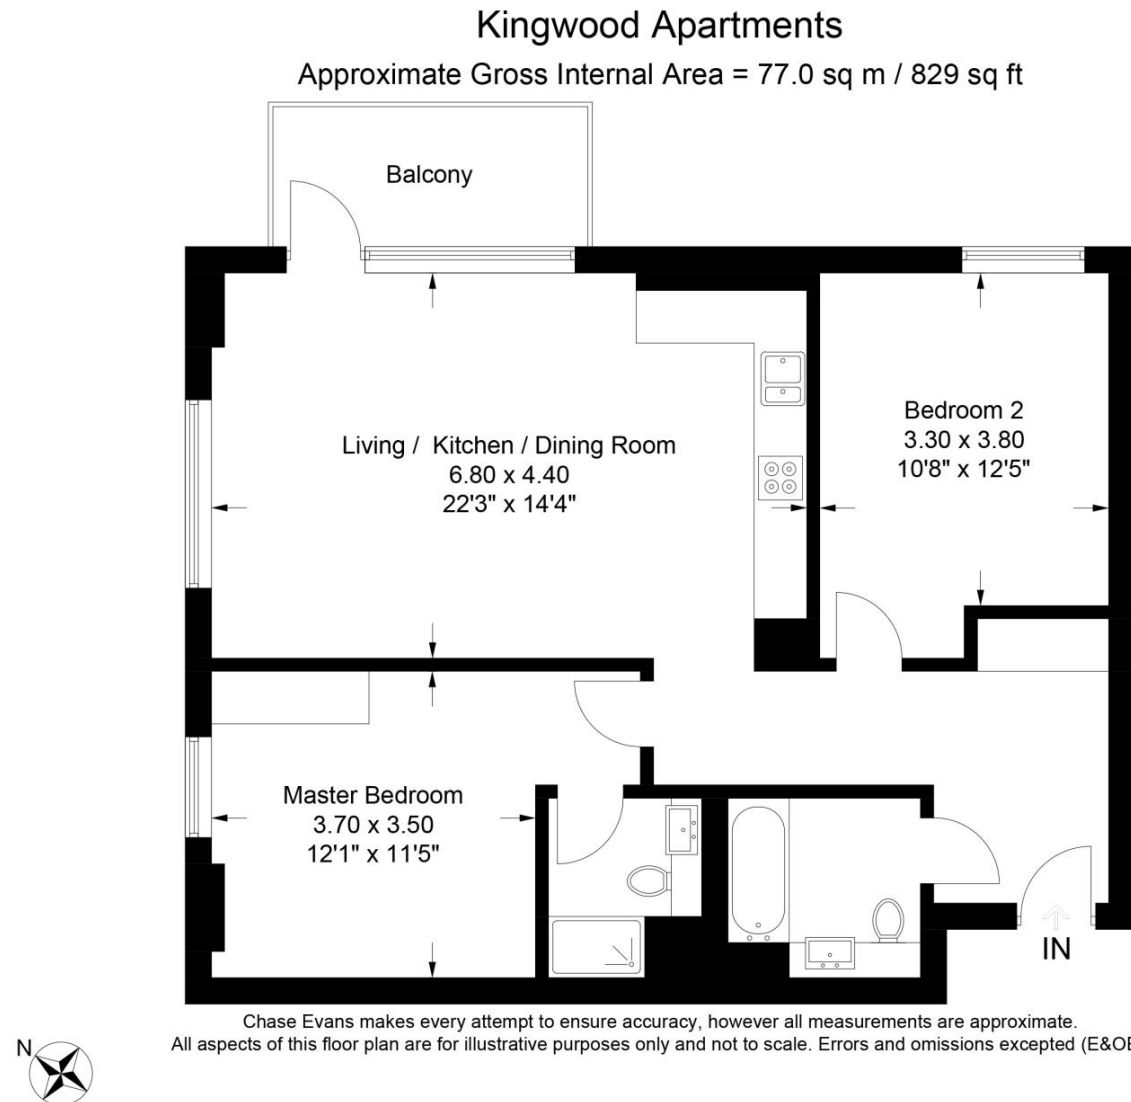 Kingwood Apartments
Approximate Gross Internal Area = 77.0 sq m / 829 sq ft
Balcony
Living /  Kitchen / Dining Room
6.80 x 4.40
22'3" x 14'4"
Bedroom 2
3.30 x 3.80
10'8" x 12'5"
Master Bedroom
3.70 x 3.50
12'1" x 11'5"
IN
Chase Evans makes every attempt to ensure accuracy, however all measurements are approximate.
All aspects of this floor plan are for illustrative purposes only and not to scale. Errors and omissions excepted (E&OE
N